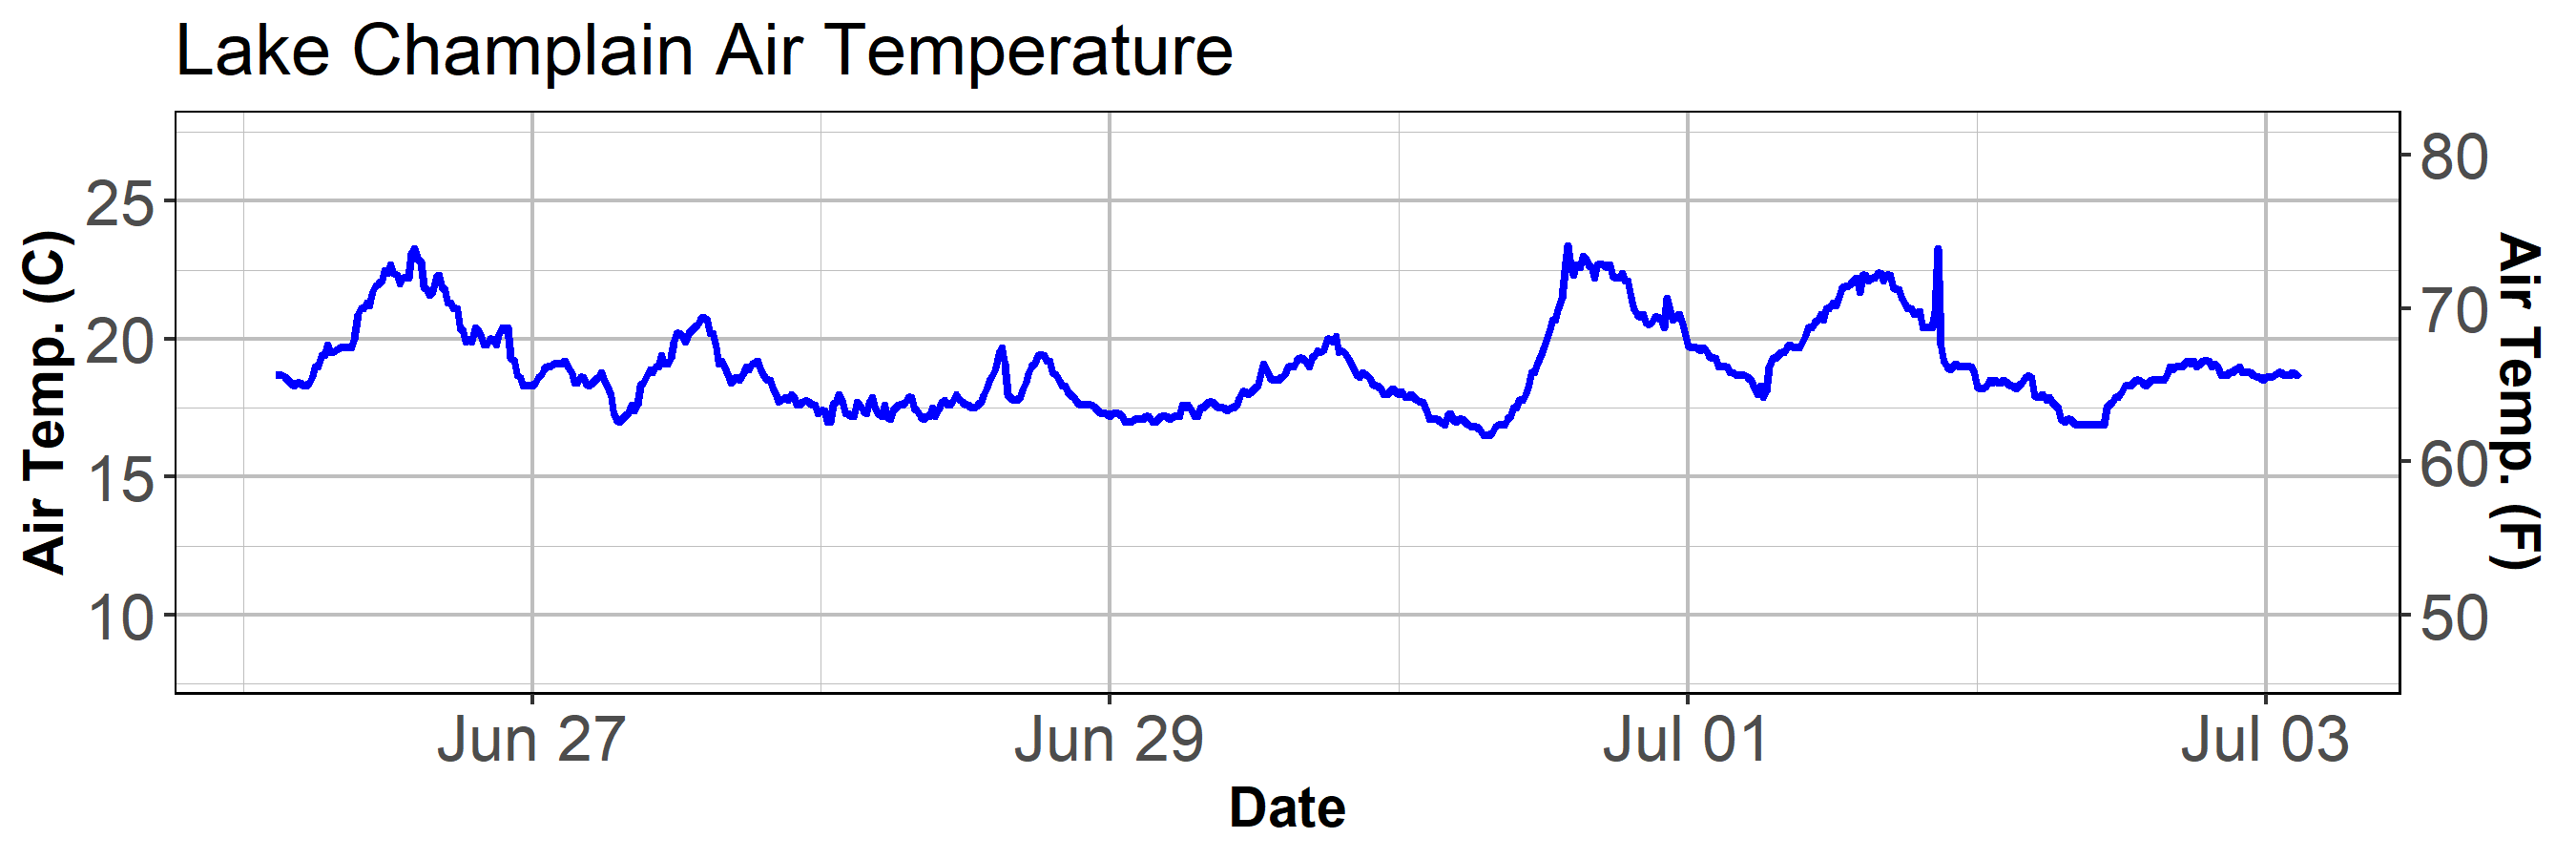 Lake Champlain Air Temperature
Air Temp. (C)
25
20
15
10
80
70
60
50
Air Temp. (F)
Jun 27
Jun 29
Jul 01
Jul 03
Date